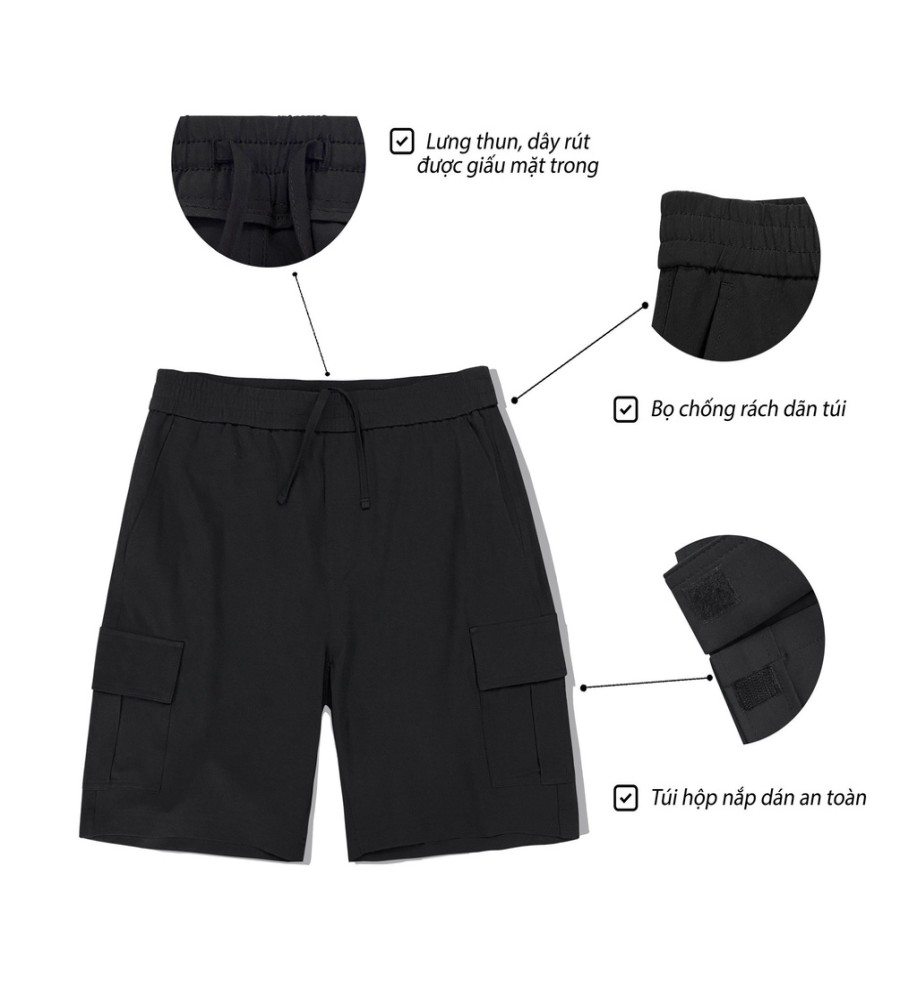 Lưng thun, dây rút
được giấu mặt trong
Bọ chống rách dãn túi
Túi hộp nắp dán an toàn